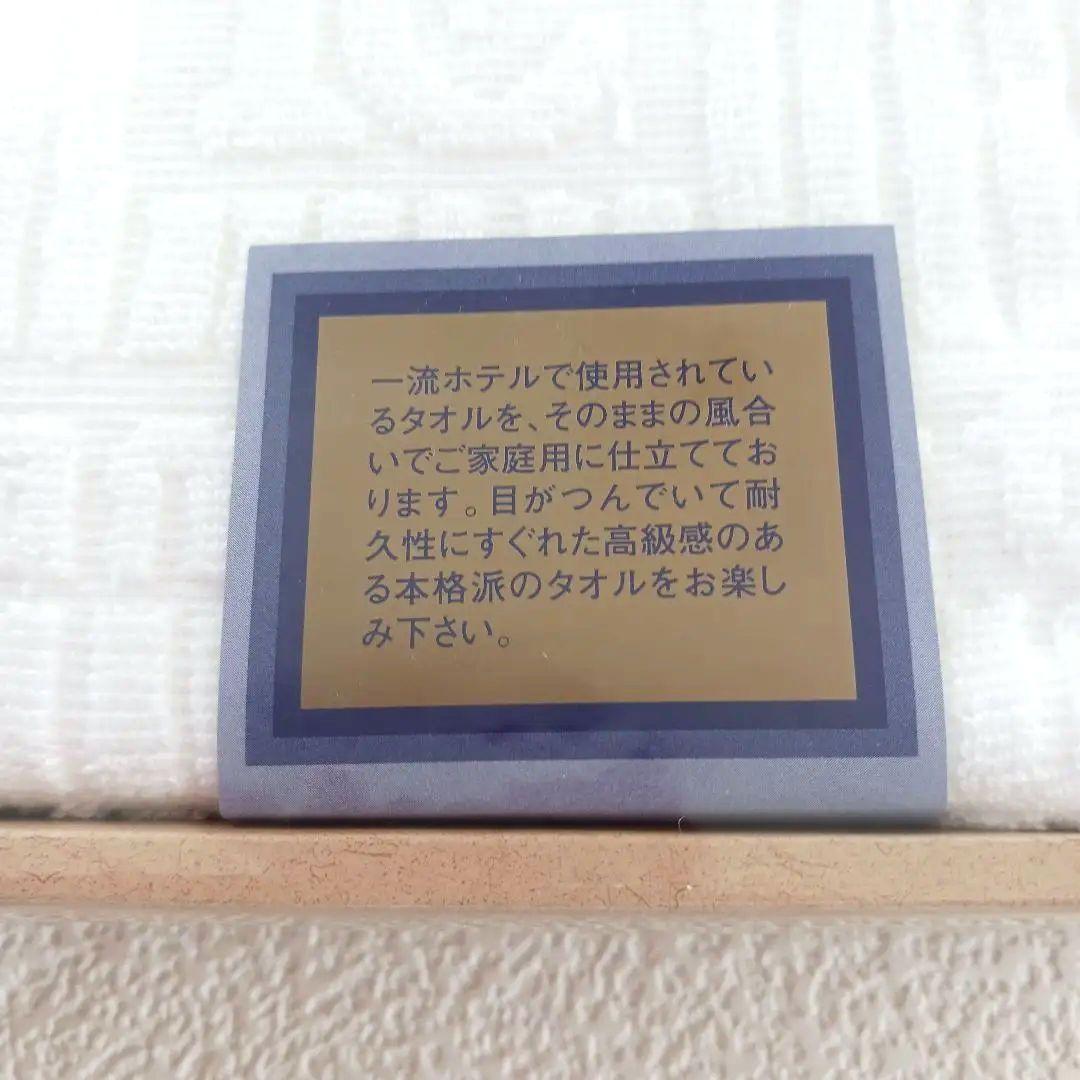 一流ホテルで使用されてい
るタオルを、そのままの風合
いでご家庭用に仕立ててお
ります。目がつんでいて耐
久性にすぐれた高級感のあ
る本格派のタオルをお楽し
み下さい。